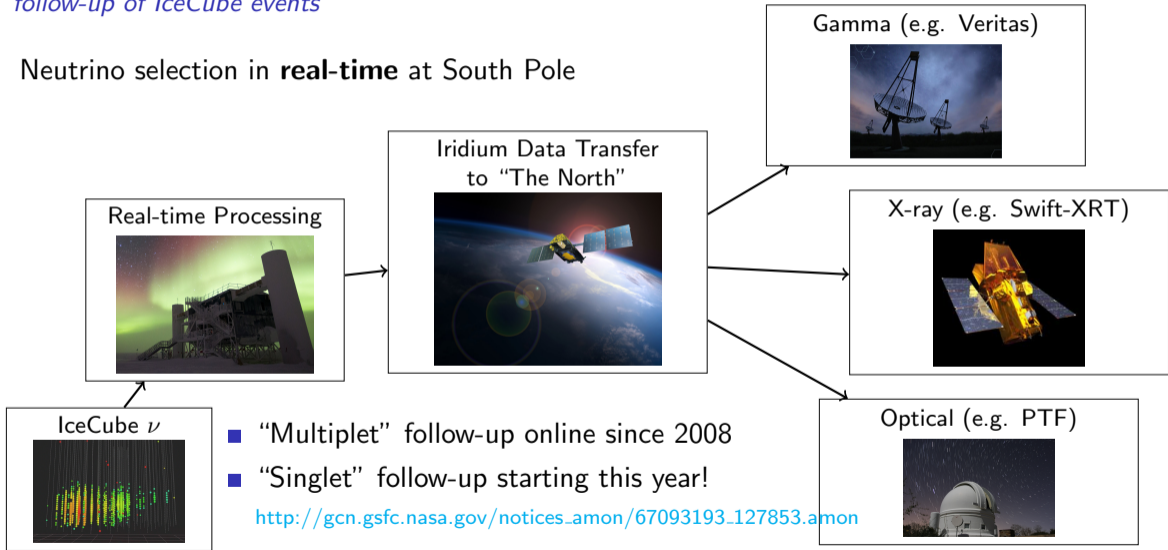 follow-up of IceCube events
Neutrino selection in real-time at South Pole
Gamma (e.g. Veritas)
Iridium Data Transfer
to “The North”
Real-time Processing
X-ray (e.g. Swift-XRT)
IceCube ν
Optical (e.g. PTF)
“Multiplet” follow-up online since 2008
“Singlet” follow-up starting this year!
http://gcn.gsfc.nasa.gov/notices_amon/67093193_127853.amon